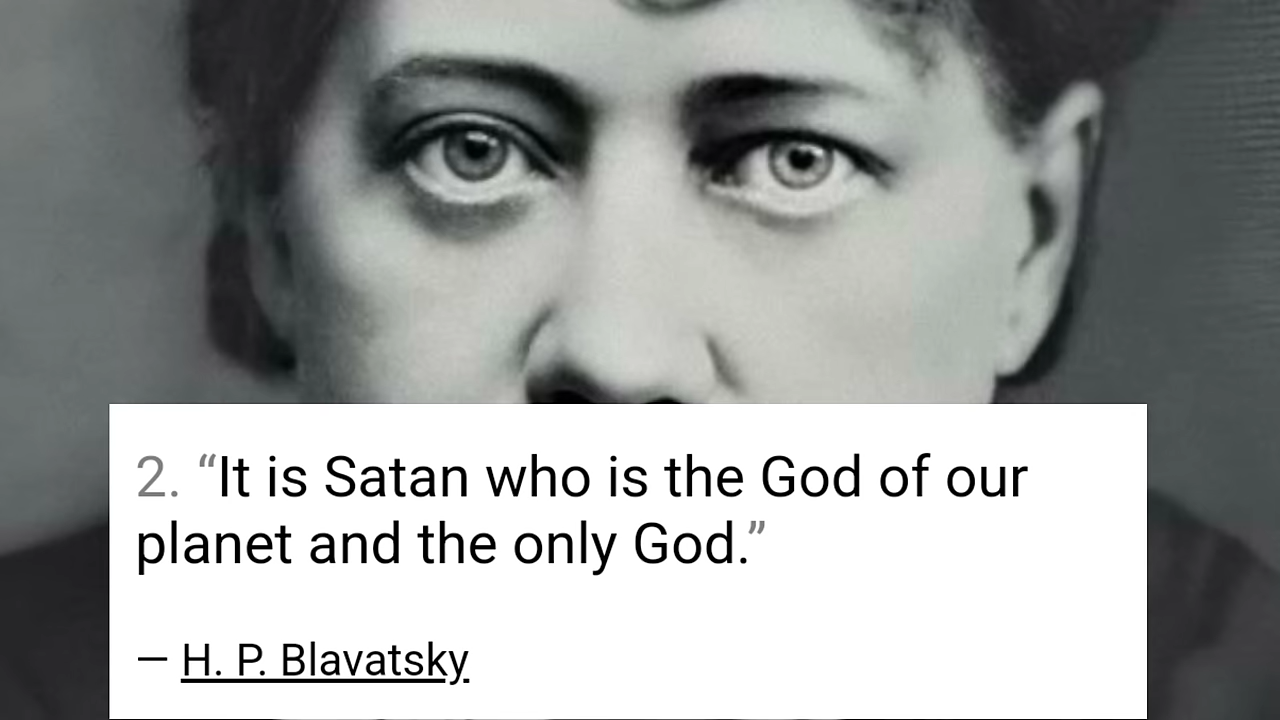 2. “It is Satan who is the God of our
planet and the only God.”
— H. P. Blavatsky